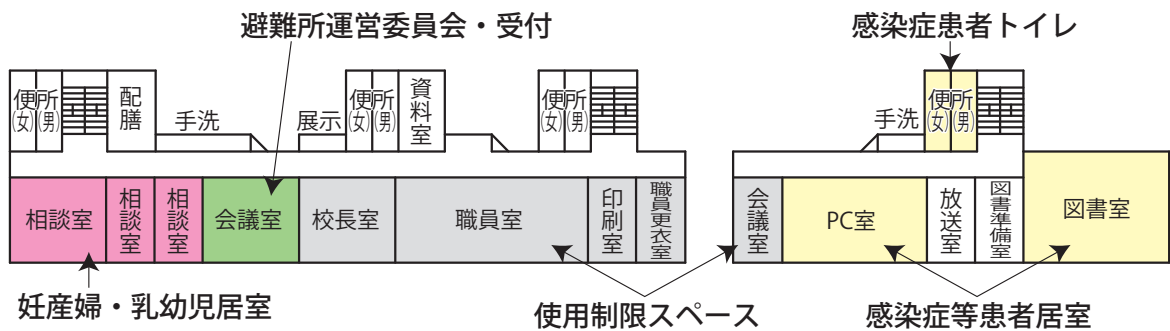 避難所運営委員会・受付
感染症患者トイレ
便所
(女)(男)
配膳
手洗
展示
便所
(女)(男)
資料室
便所
(女)(男)
手洗
便所
(女)(男)
相談室
相談室
相談室
会議室
校長室
職員室
印刷室
職員更衣室
会議室
PC室
放送室
図書準備室
図書室
妊産婦・乳幼児居室
使用制限スペース
感染症等患者居室